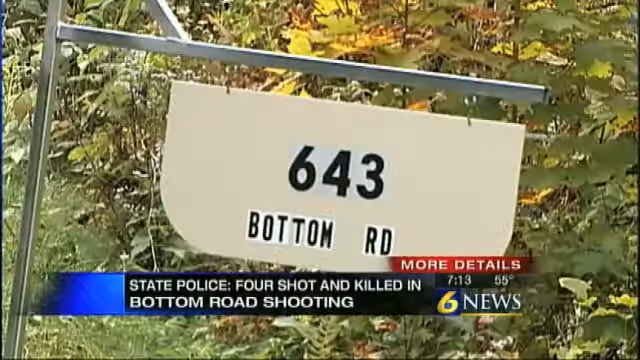 643
BOTTOM RD
MORE DETAILS
STATE POLICE: FOUR SHOT AND KILLED IN
BOTTOM ROAD SHOOTING
7:13 55°
6 NEWS